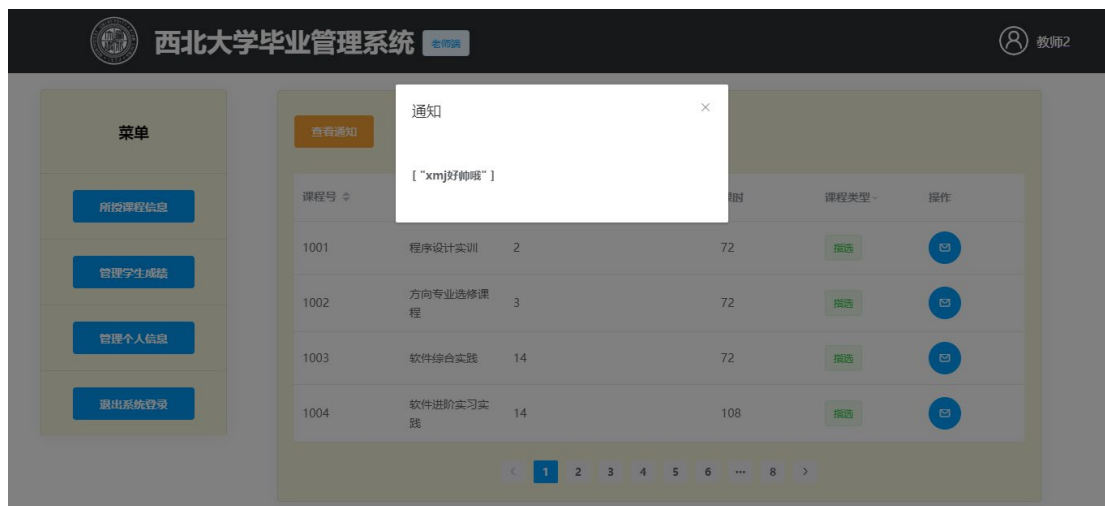 西北大学毕业管理系统 老师端
教师2
菜单
所授课程信息
管理学生成绩
管理个人信息
退出系统登录
查看通知
通知
[ "xmj好帅哦" ]
课程号 课时 课程类型 操作
1001 程序设计实训 2 72 指选
1002 方向专业选修课程 3 72 指选
1003 软件综合实践 14 72 指选
1004 软件进阶实习实践 14 108 指选
1 2 3 4 5 6 ... 8